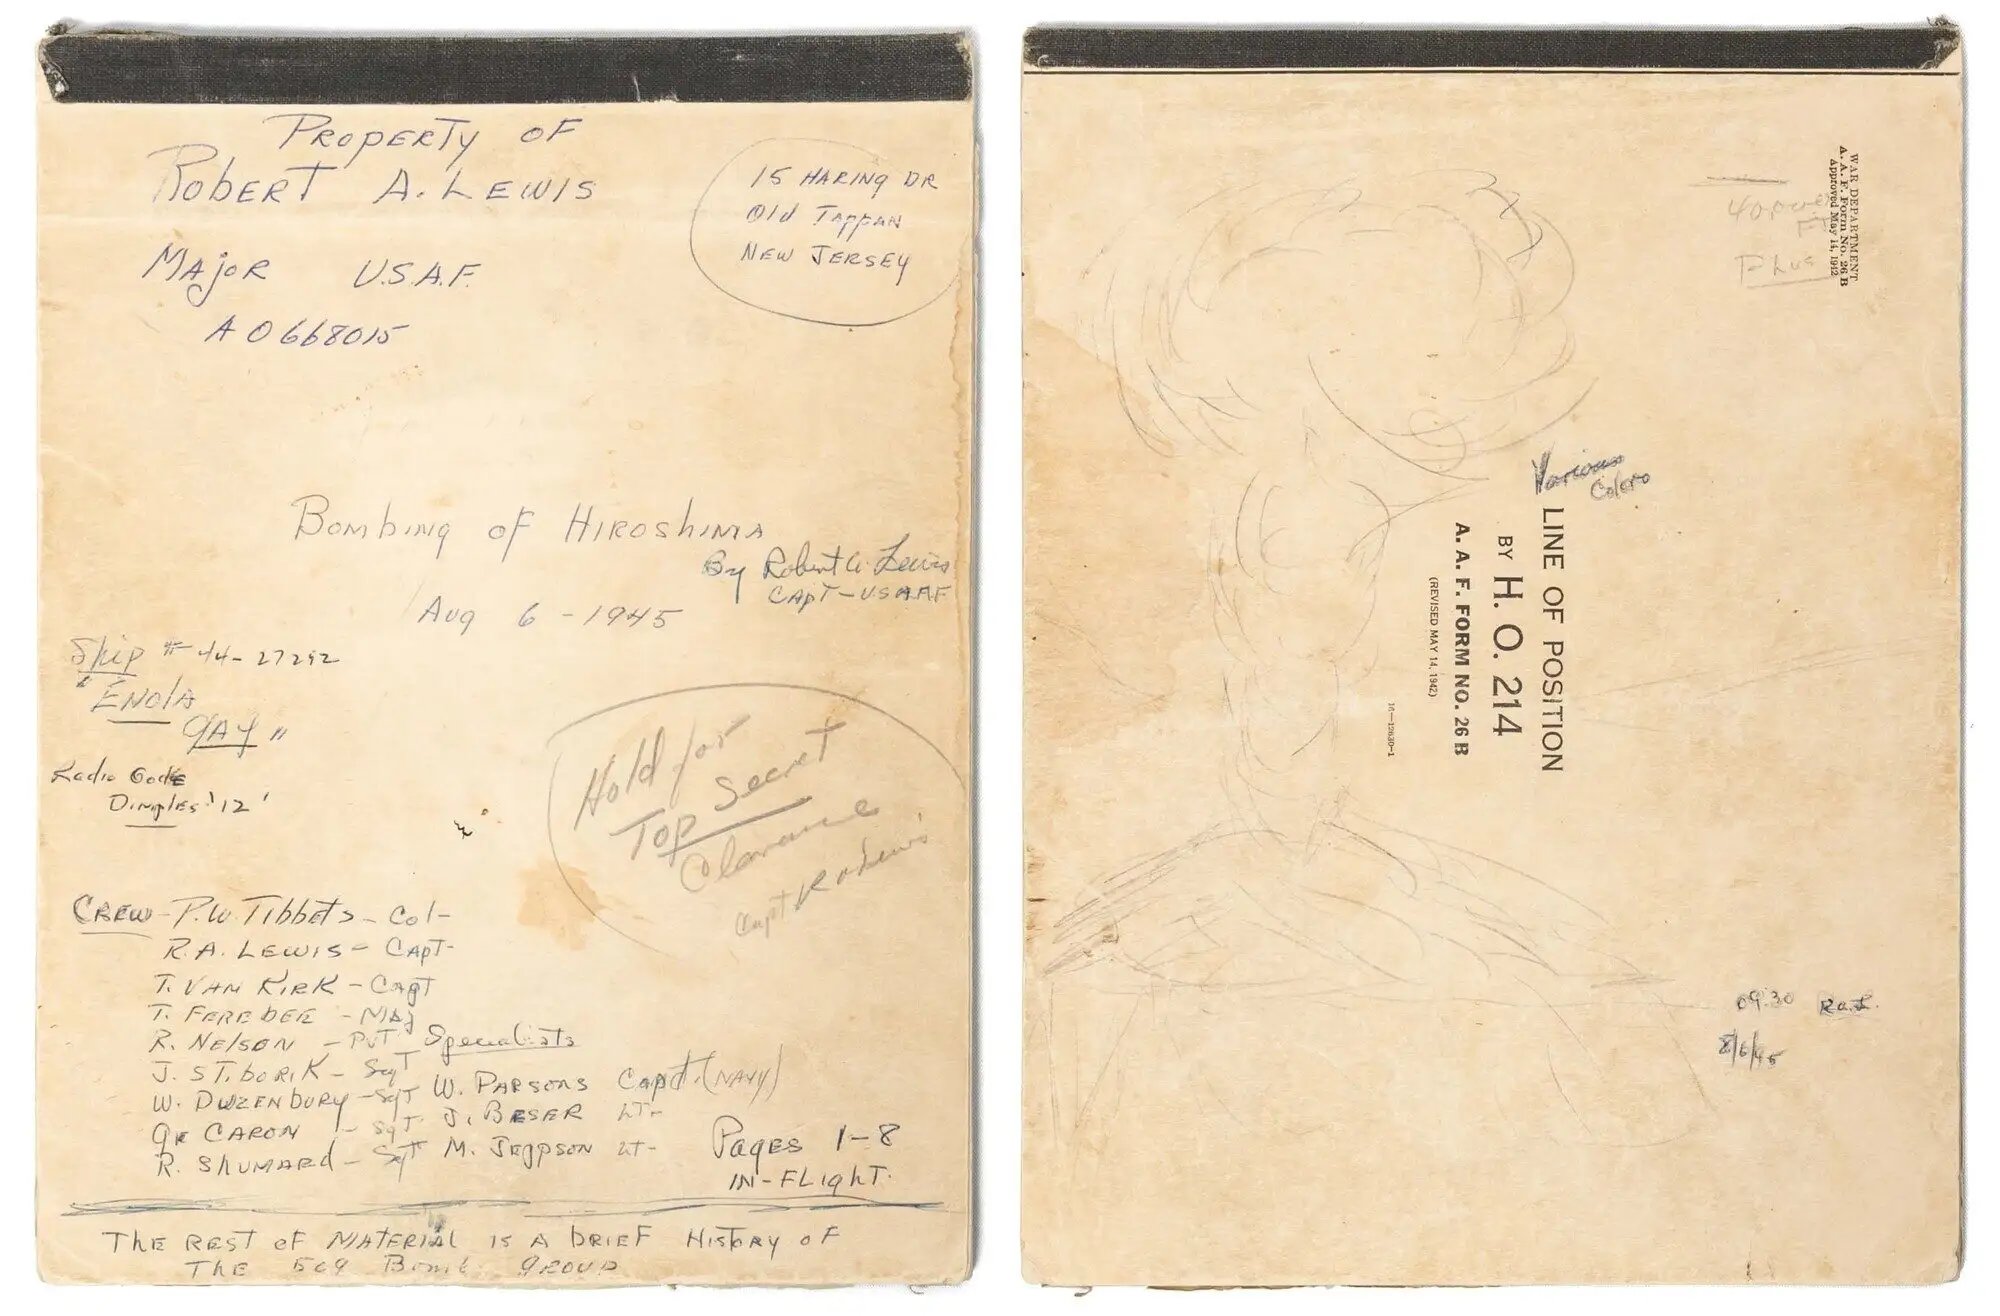 PROPERTY OF
ROBERT A. LEWIS
MAJOR U.S.A.F.
A0668015
15 HARING DR
Old TAPPAN
NEW JERSEY
BOMbING OF HIROSHIMA
By Robert A. Lewis
CAPT-USAAF
AUG 6 - 1945
Ship # 44-27292
"ENOlA
GAY"
Radio Code
Dimples '12'
Hold for
Top Secret
Clearance
Capt R A Lewis
CREW - P.W. TIbbETS - Col-
R.A. LEWIS - CAPT-
T. VAN KIRK - CAPT
T. FEREbEE - MAj
R. NElSON - PVT
J. STIbORIK - SgT
W. DUZENbURY - SgT
CARON - SgT
R. ShUMARd - SgT
Specialists
W. PARSONS Capt. (NAVY)
J. BESER LT-
M. JEPPSON LT-
PAGES 1-8
IN-FLIGhT.
ThE REST OF MATERIAL IS A bRIEF HISTORY OF
THE 509 BOMb GROUP
WAR DEPARTMENT
A. A. F. Form No. 26 B
Approved May 14, 1942
Plus
Various
Colors
LINE OF POSITION
BY H. O. 214
A. A. F. FORM NO. 26 B
(REVISED MAY 14, 1942)
16—12630-1
09:30 R.a.L.
8/6/45